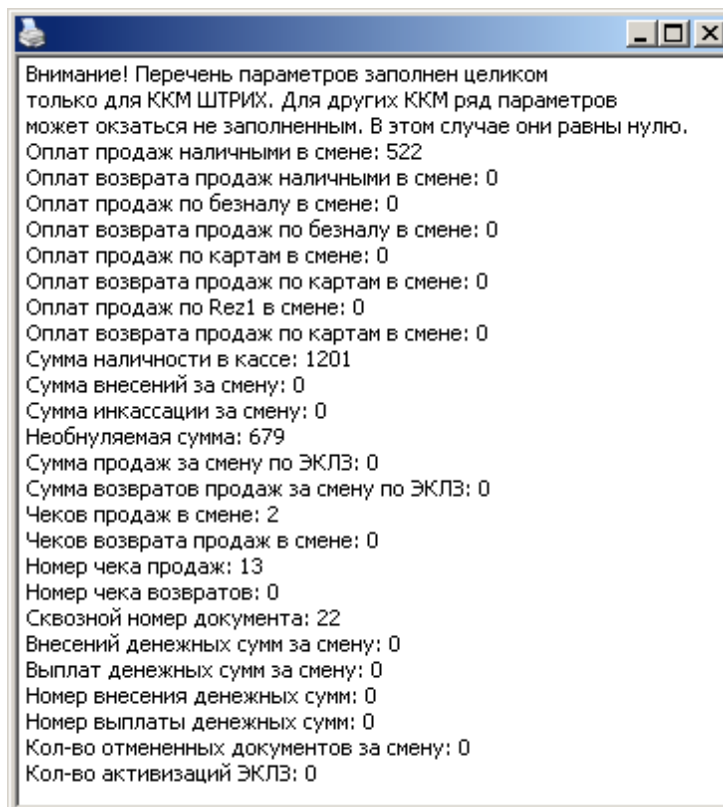 Внимание! Перечень параметров заполнен целиком
только для ККМ ШТРИХ. Для других ККМ ряд параметров
может окзаться не заполненным. В этом случае они равны нулю.
Оплат продаж наличными в смене: 522
Оплат возврата продаж наличными в смене: 0
Оплат продаж по безналу в смене: 0
Оплат возврата продаж по безналу в смене: 0
Оплат продаж по картам в смене: 0
Оплат возврата продаж по картам в смене: 0
Оплат продаж по Rez1 в смене: 0
Оплат возврата продаж по картам в смене: 0
Сумма наличности в кассе: 1201
Сумма внесений за смену: 0
Сумма инкассации за смену: 0
Необнуляемая сумма: 679
Сумма продаж за смену по ЭКЛЗ: 0
Сумма возвратов продаж за смену по ЭКЛЗ: 0
Чеков продаж в смене: 2
Чеков возврата продаж в смене: 0
Номер чека продаж: 13
Номер чека возвратов: 0
Сквозной номер документа: 22
Внесений денежных сумм за смену: 0
Выплат денежных сумм за смену: 0
Номер внесения денежных сумм: 0
Номер выплаты денежных сумм: 0
Кол-во отмененных документов за смену: 0
Кол-во активизаций ЭКЛЗ: 0